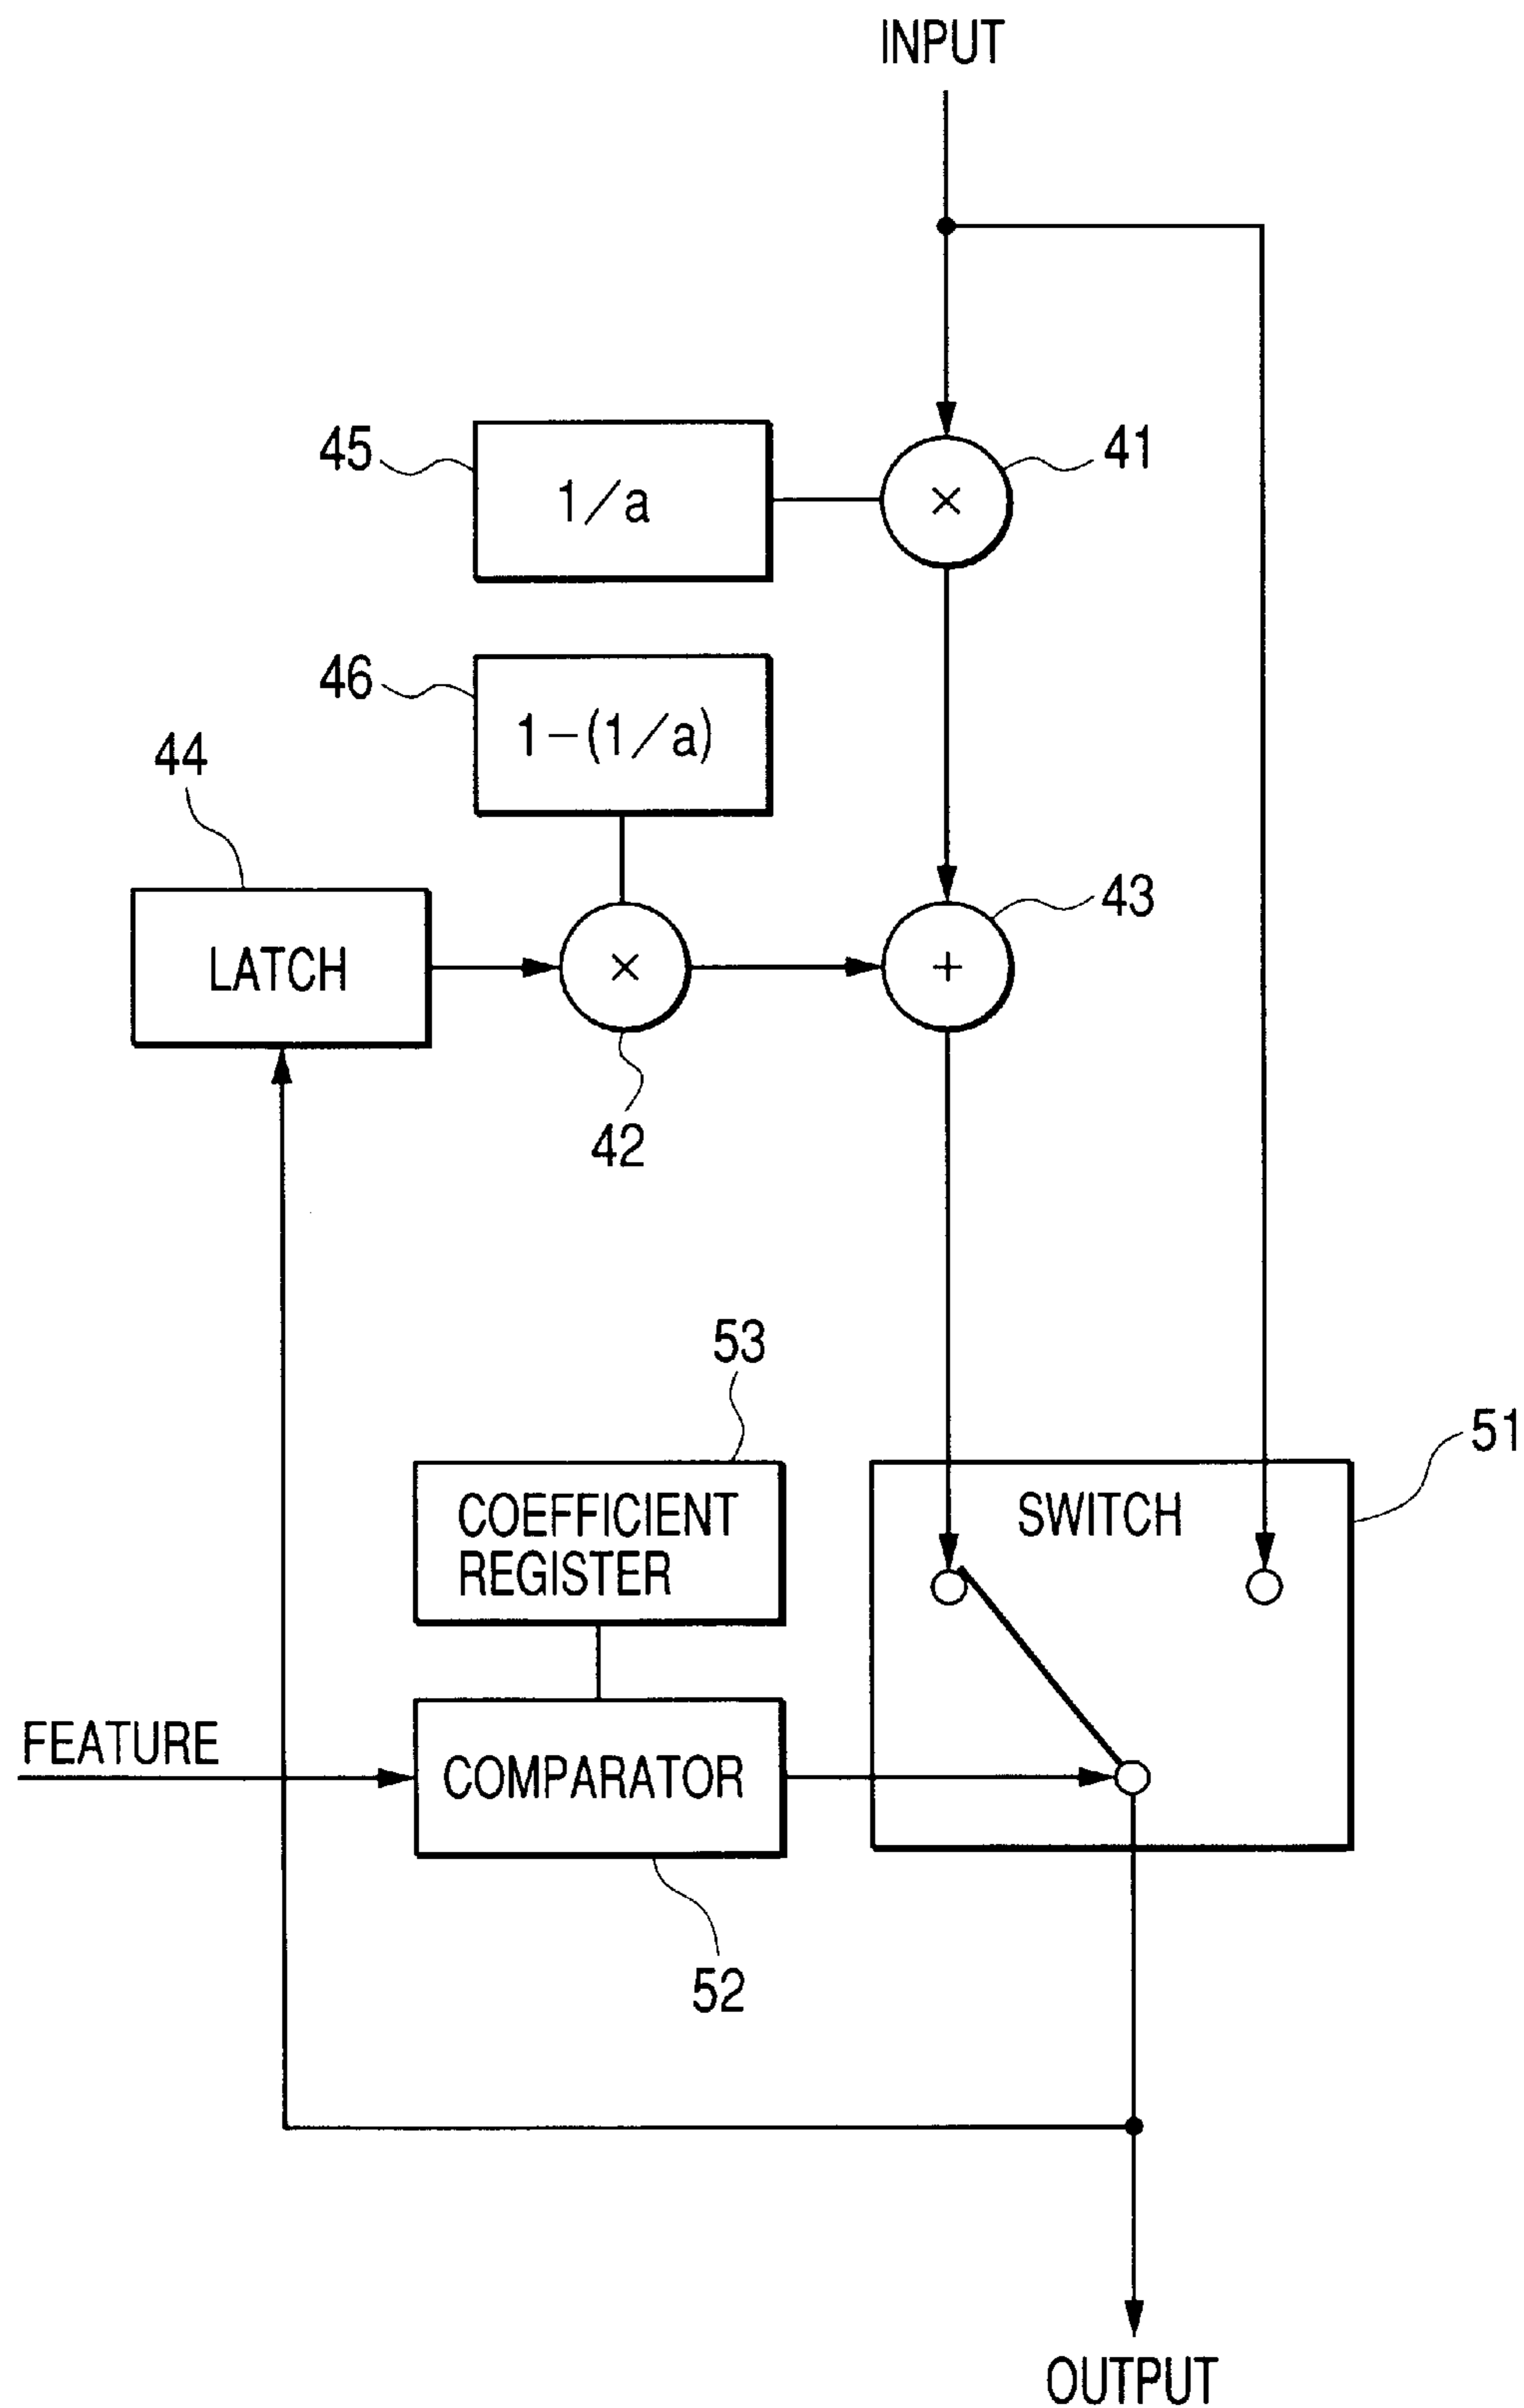 INPUT
45
1/a
41
×
46
1-(1/a)
44
LATCH
×
42
43
+
53
COEFFICIENT
REGISTER
51
SWITCH
FEATURE
COMPARATOR
52
OUTPUT